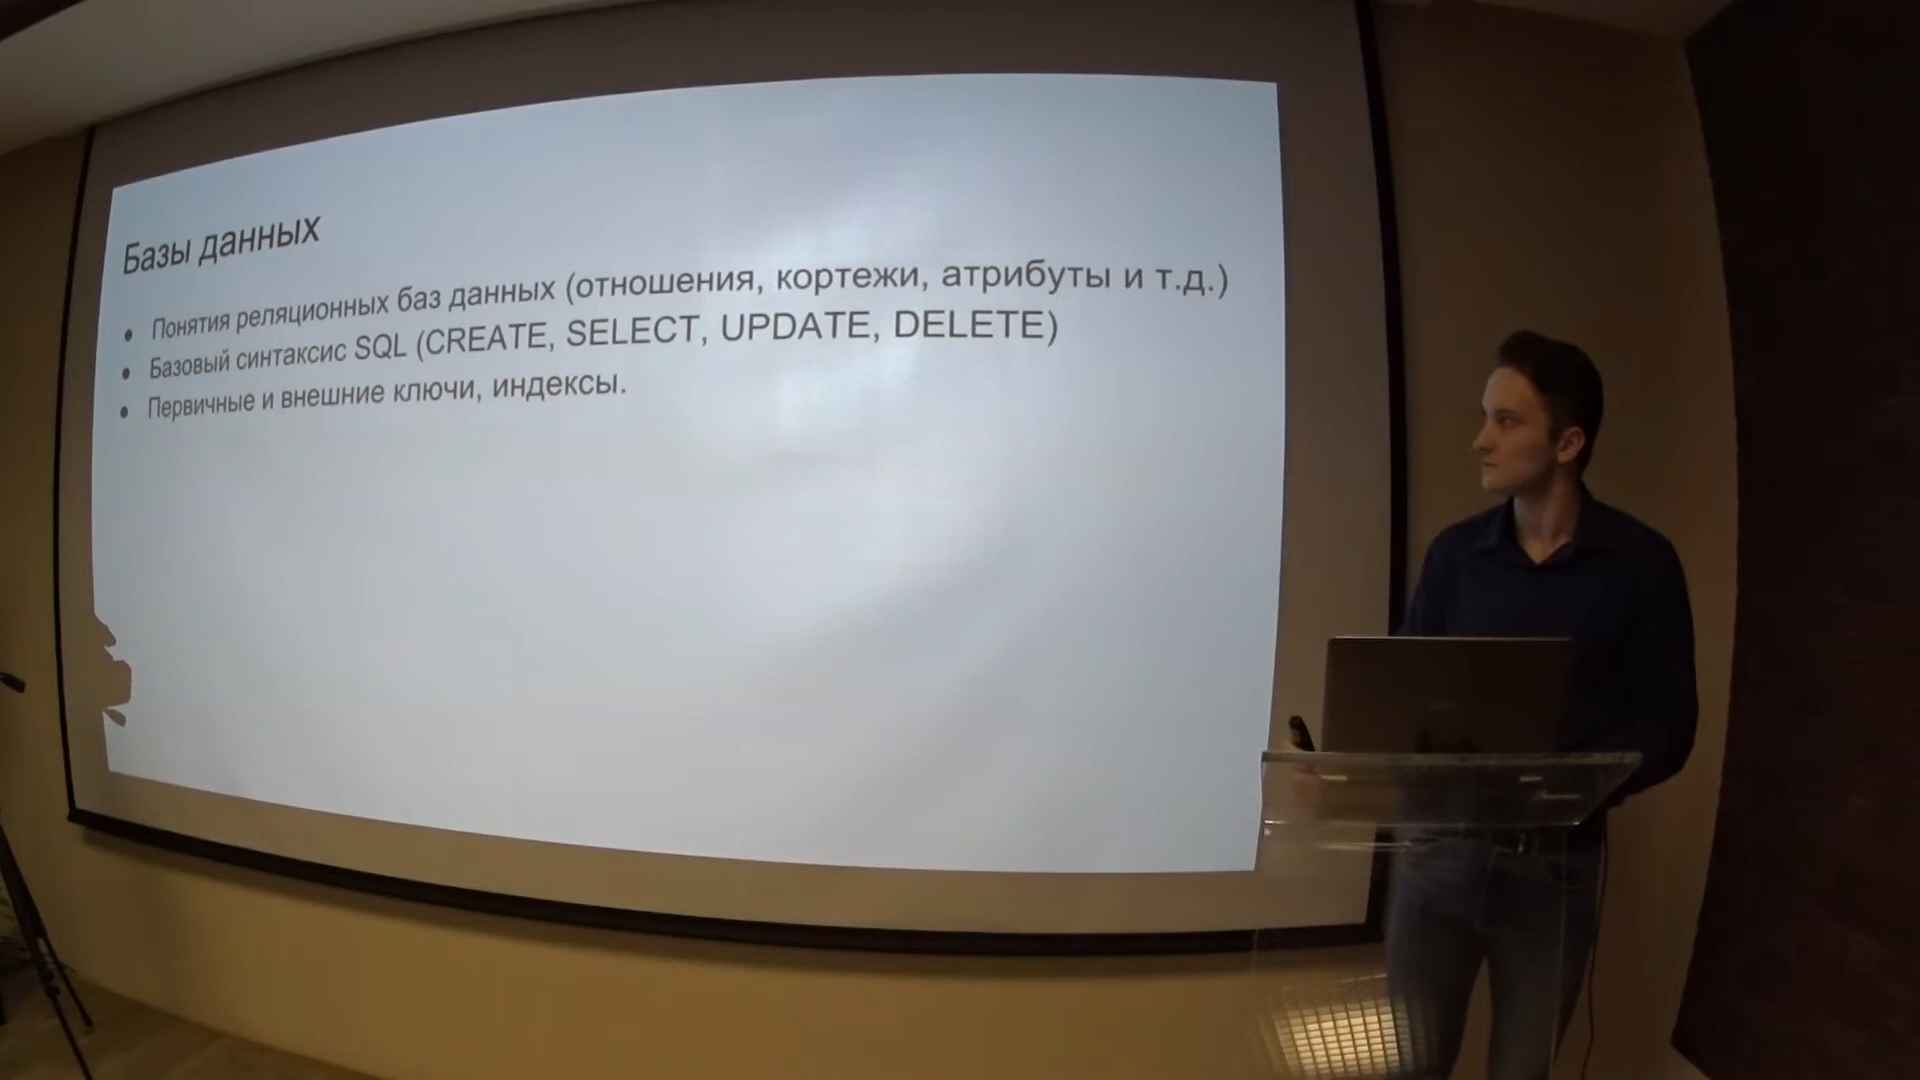 Базы данных
• Понятия реляционных баз данных (отношения, кортежи, атрибуты и т.д.)
• Базовый синтаксис SQL (CREATE, SELECT, UPDATE, DELETE)
• Первичные и внешние ключи, индексы.